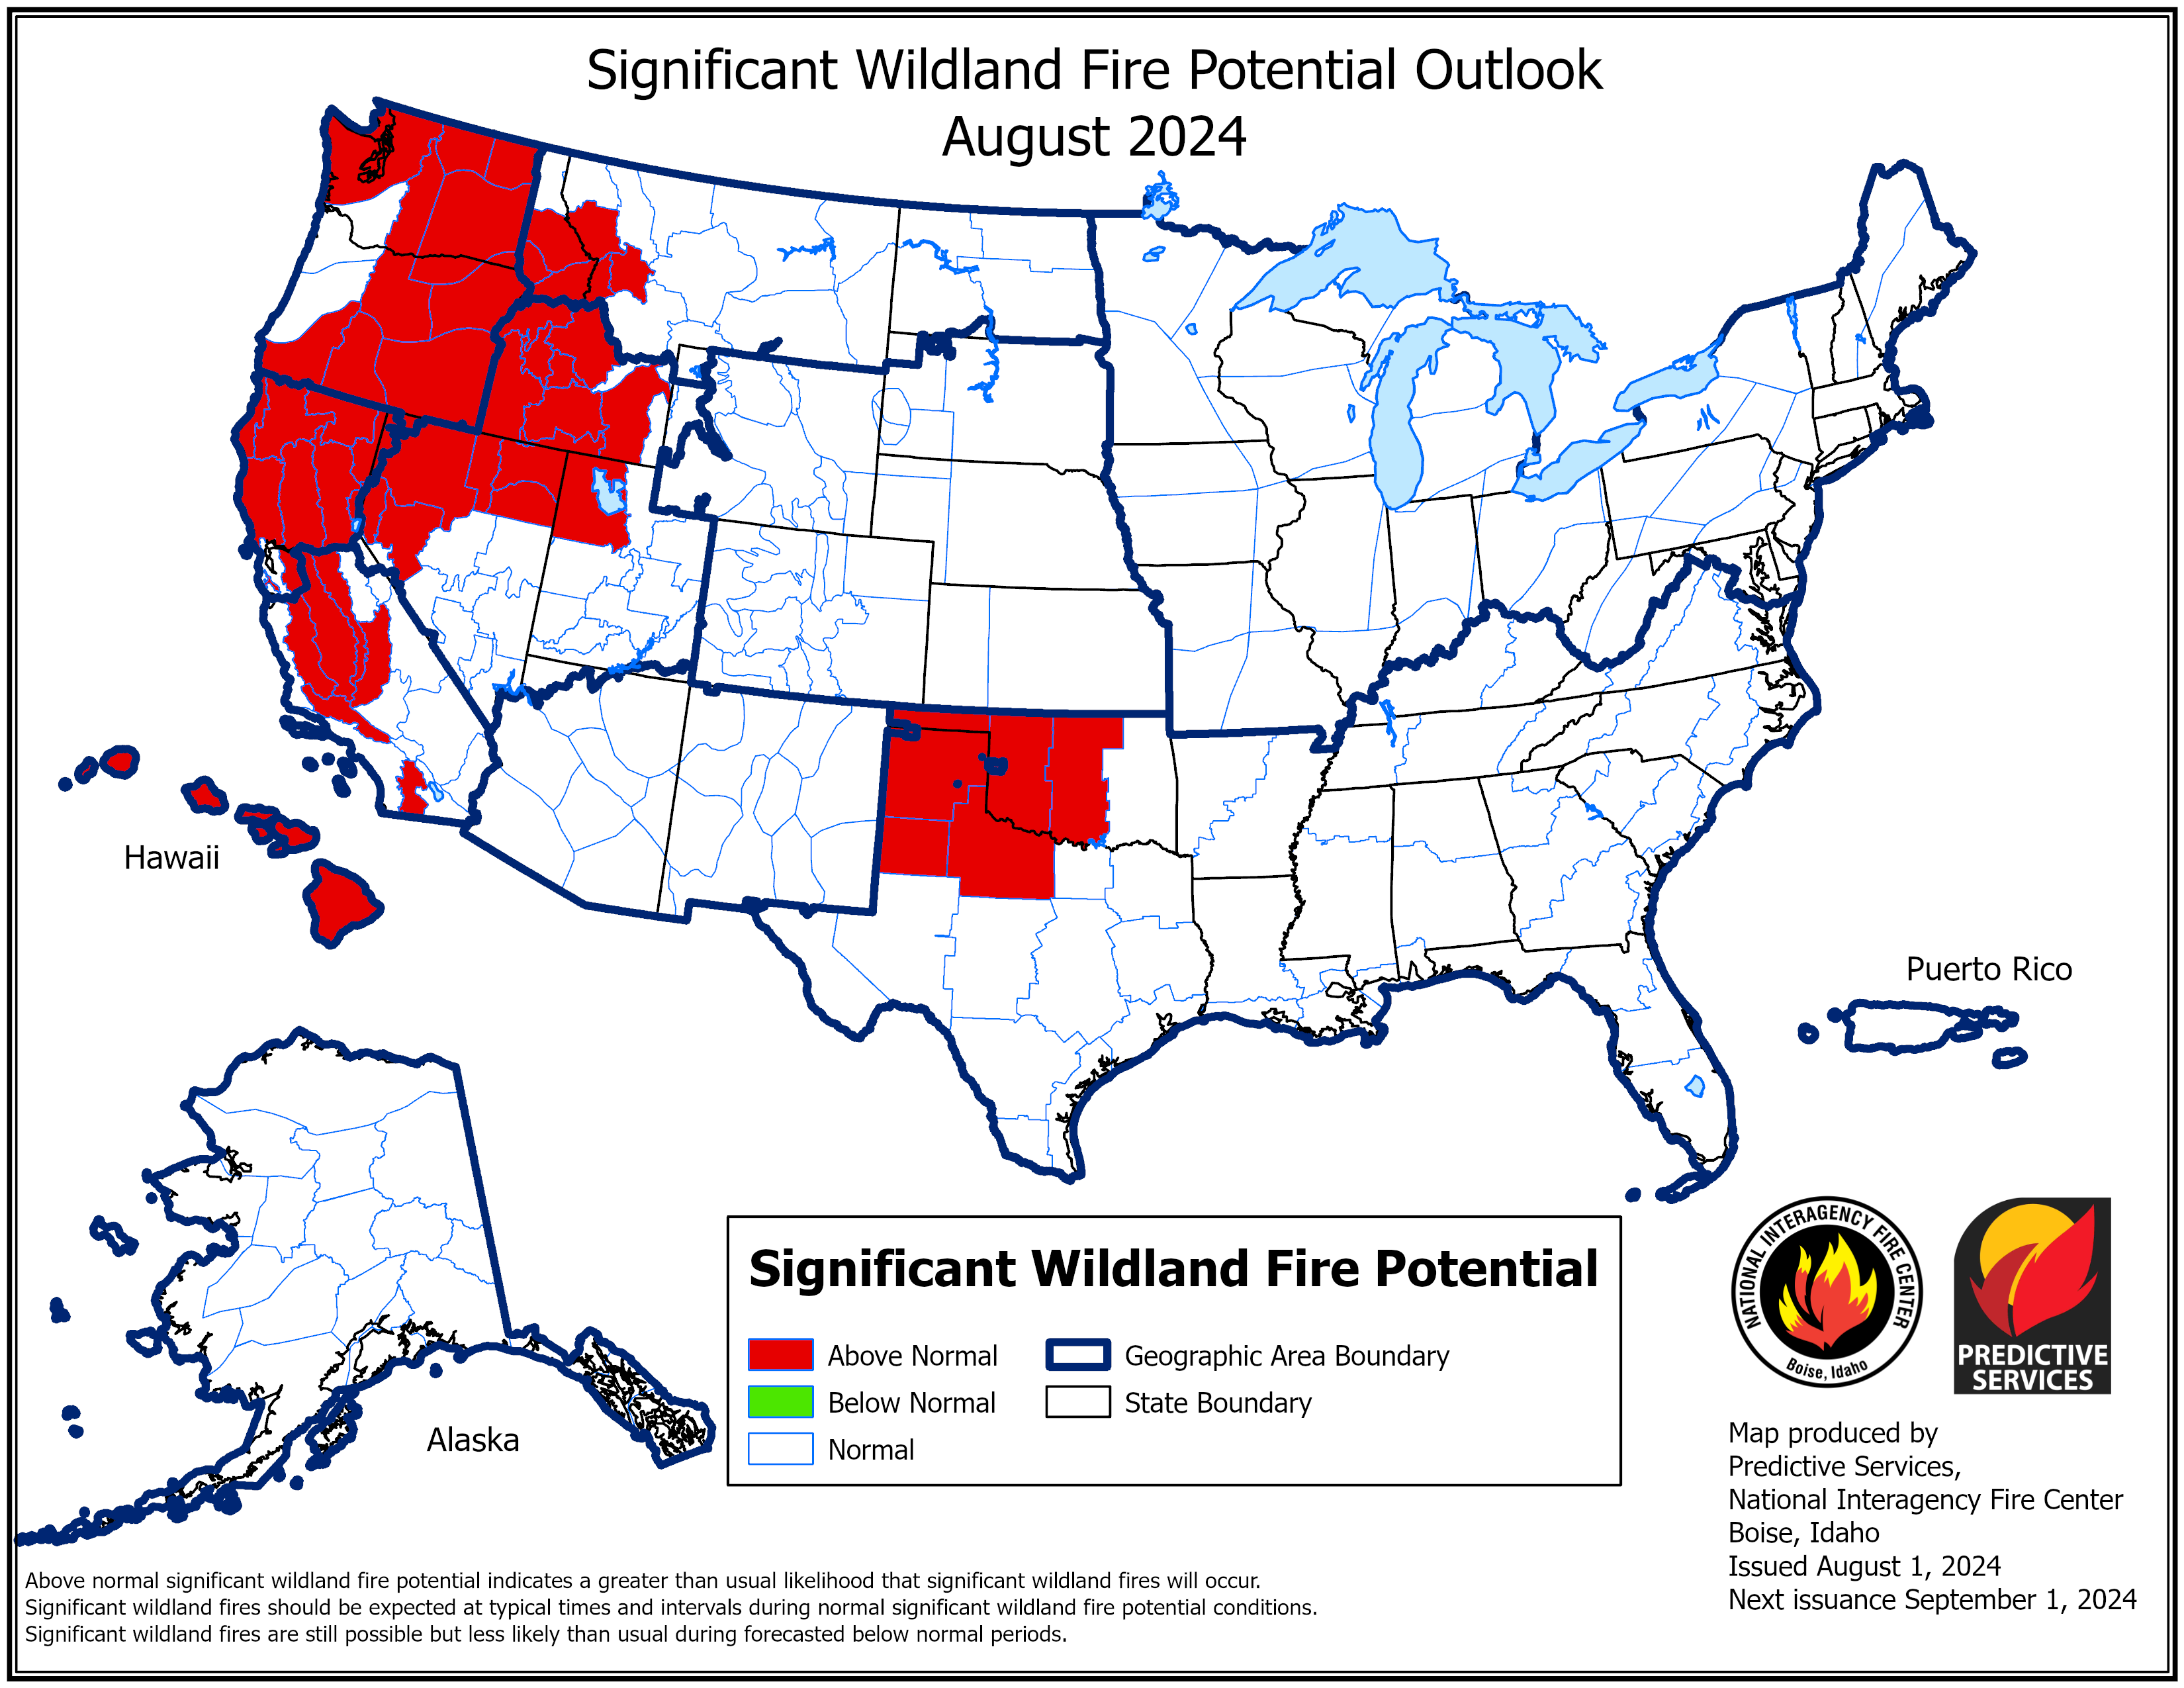 Significant Wildland Fire Potential Outlook
August 2024
Hawaii
Puerto Rico
Alaska
Significant Wildland Fire Potential
Above Normal
Below Normal
Normal
Geographic Area Boundary
State Boundary
NATIONAL INTERAGENCY FIRE CENTER
Boise, Idaho
PREDICTIVE
SERVICES
Map produced by
Predictive Services,
National Interagency Fire Center
Boise, Idaho
Issued August 1, 2024
Next issuance September 1, 2024
Above normal significant wildland fire potential indicates a greater than usual likelihood that significant wildland fires will occur.
Significant wildland fires should be expected at typical times and intervals during normal significant wildland fire potential conditions.
Significant wildland fires are still possible but less likely than usual during forecasted below normal periods.